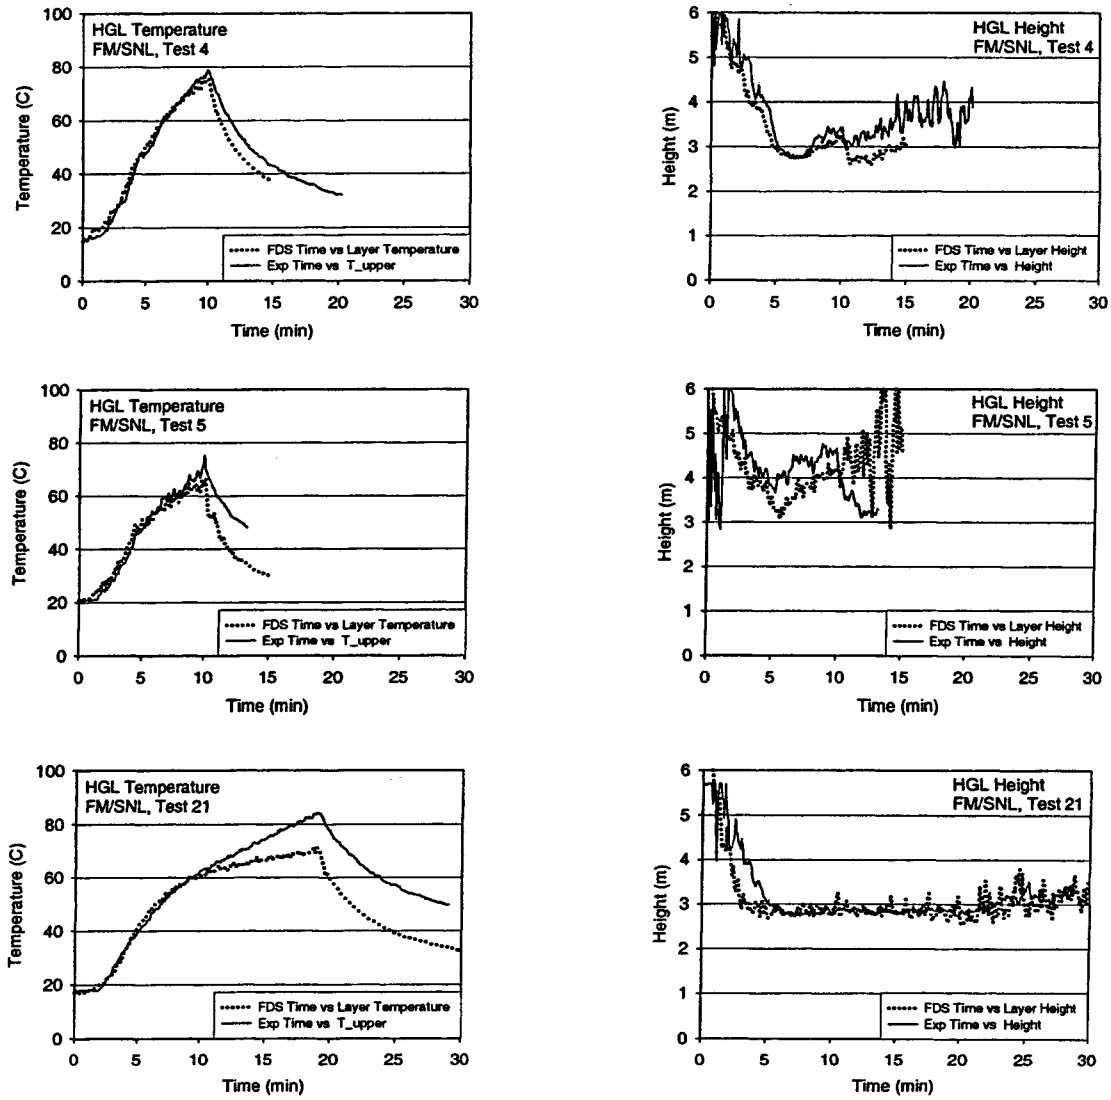 HGL Temperature
FM/SNL, Test 4
Temperature (C)
100
80
60
40
20
0
FDS Time vs Layer Temperature
Exp Time vs T_upper
0 5 10 15 20 25 30
Time (min)
HGL Height
FM/SNL, Test 4
Height (m)
6
5
4
3
2
1
0
FDS Time vs Layer Height
Exp Time vs Height
0 5 10 15 20 25 30
Time (min)
HGL Temperature
FM/SNL, Test 5
Temperature (C)
100
80
60
40
20
0
FDS Time vs Layer Temperature
Exp Time vs T_upper
0 5 10 15 20 25 30
Time (min)
HGL Height
FM/SNL, Test 5
Height (m)
6
5
4
3
2
1
0
FDS Time vs Layer Height
Exp Time vs Height
0 5 10 15 20 25 30
Time (min)
HGL Temperature
FM/SNL, Test 21
Temperature (C)
100
80
60
40
20
0
FDS Time vs Layer Temperature
Exp Time vs T_upper
0 5 10 15 20 25 30
Time (min)
HGL Height
FM/SNL, Test 21
Height (m)
6
5
4
3
2
1
0
FDS Time vs Layer Height
Exp Time vs Height
0 5 10 15 20 25 30
Time (min)